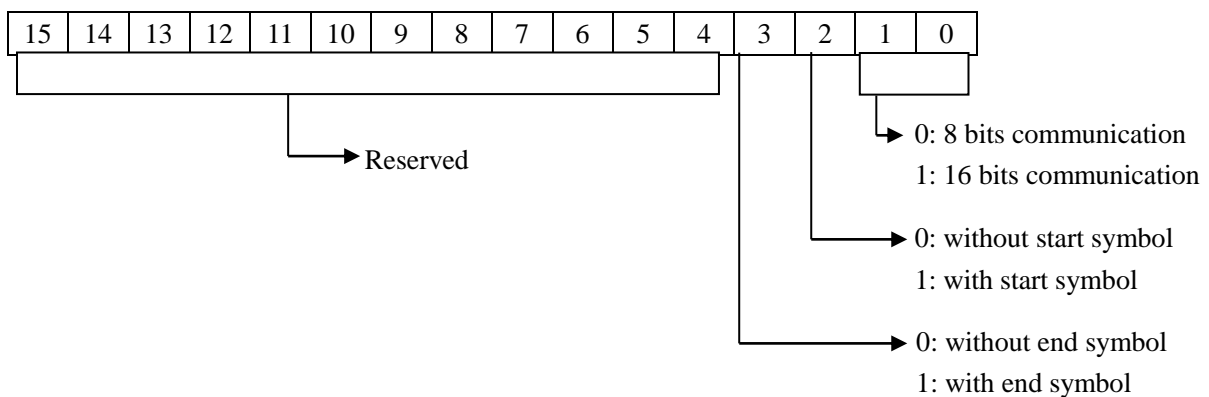 15 14 13 12 11 10 9 8 7 6 5 4 3 2 1 0
0: 8 bits communication
Reserved
1: 16 bits communication
0: without start symbol
1: with start symbol
0: without end symbol
1: with end symbol